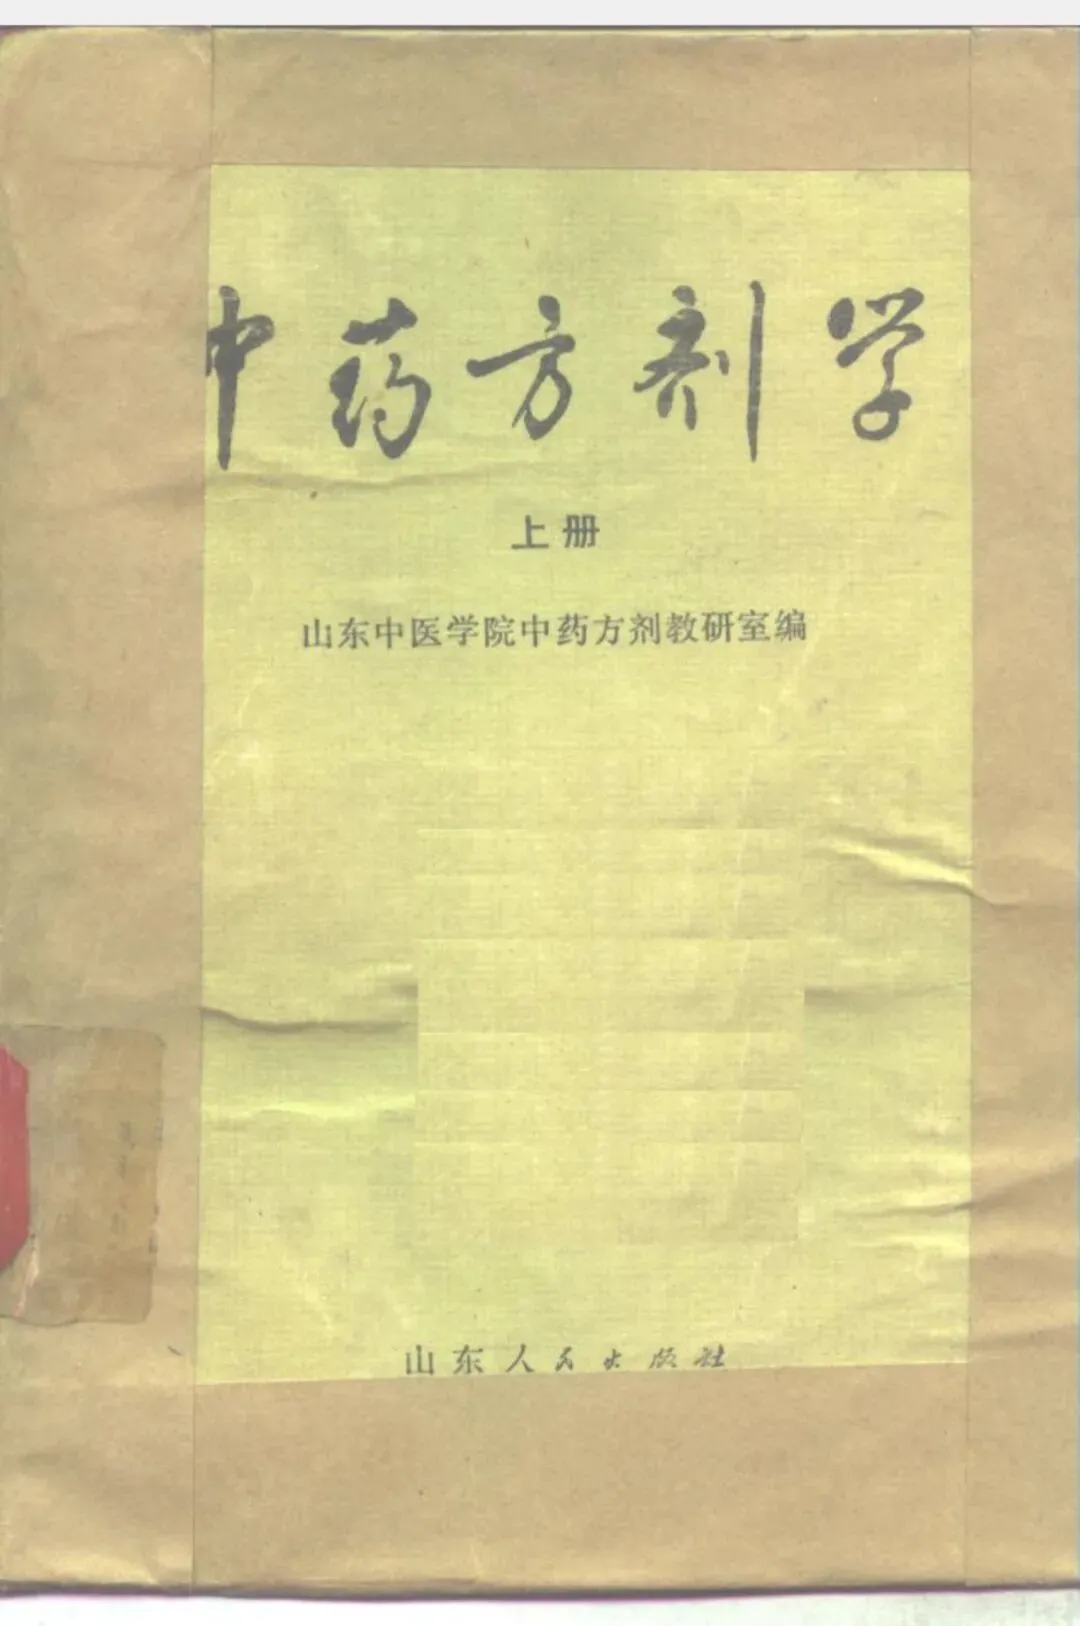 中药方剂学
上册
山东中医学院中药方剂教研室编
山东人民出版社